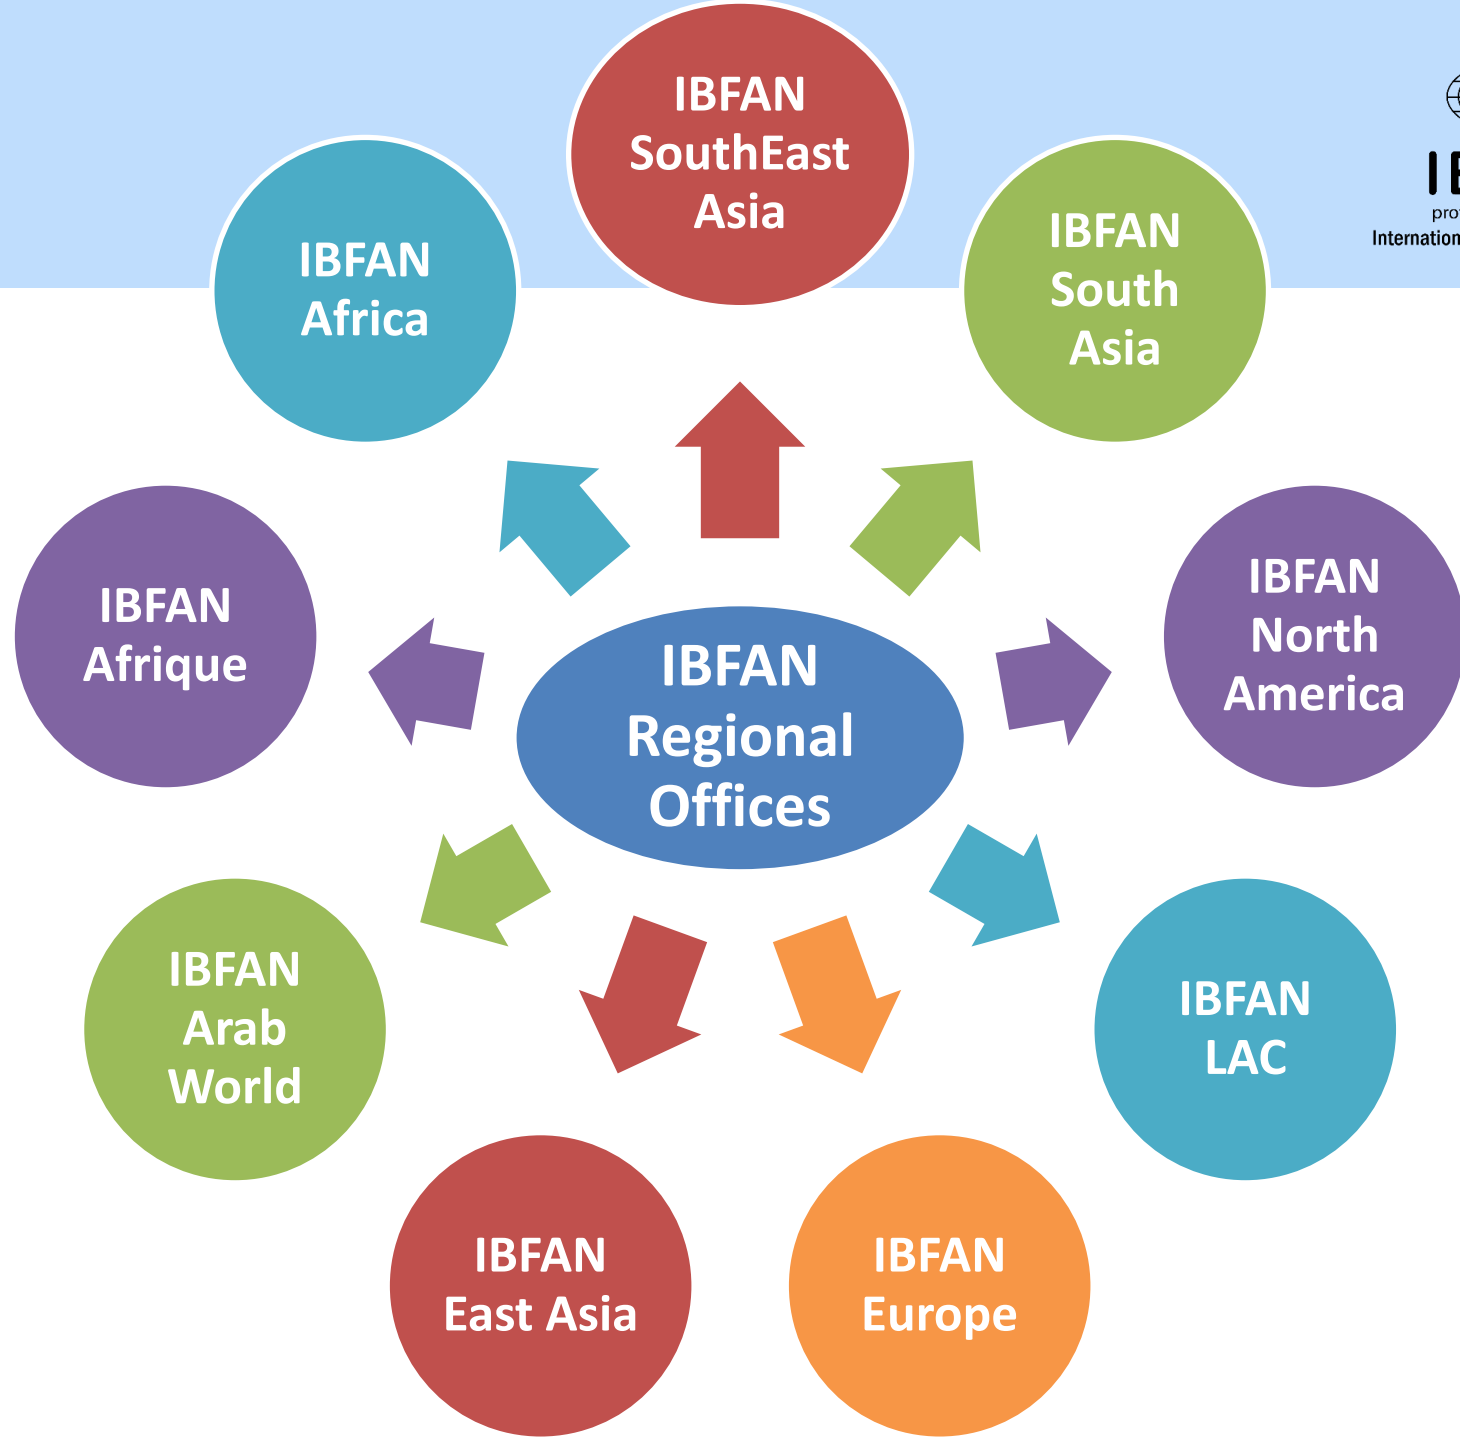 IBFAN
SouthEast
Asia
IBFAN
South
Asia
IBFAN
North
America
IBFAN
LAC
IBFAN
Europe
IBFAN
East Asia
IBFAN
Arab
World
IBFAN
Afrique
IBFAN
Africa
IBFAN
Regional
Offices